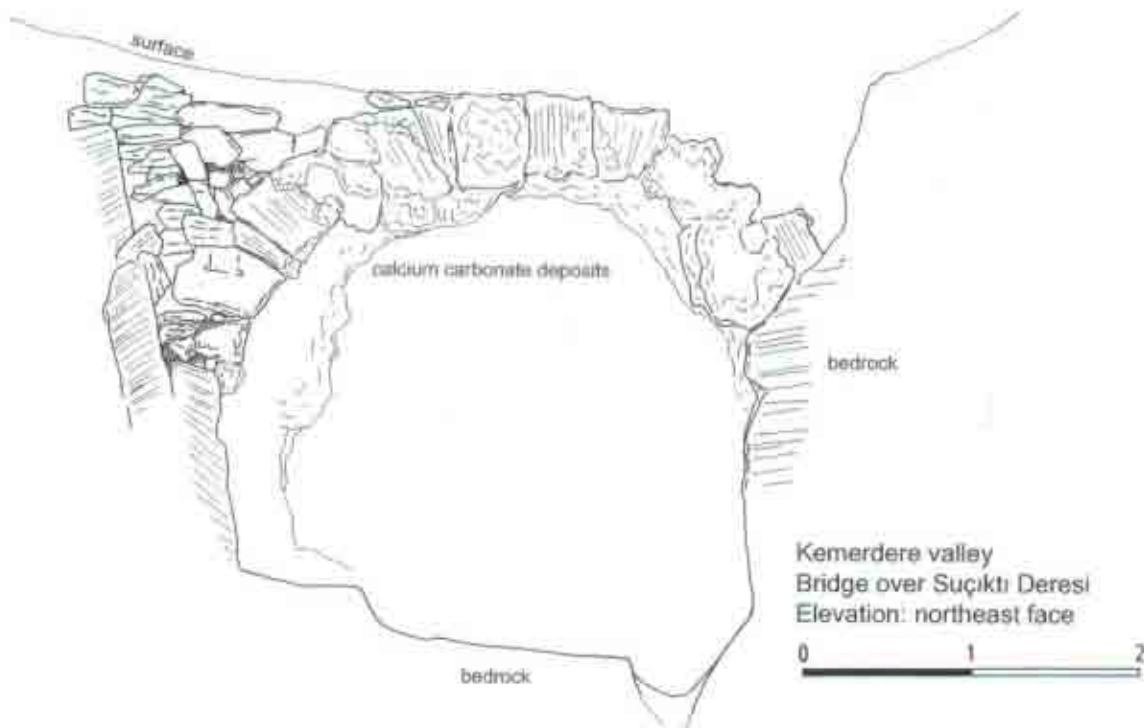 surface
calcium carbonate deposits
bedrock
bedrock
Kemerdere valley
Bridge over Suçıktı Deresi
Elevation: northeast face
0 1 2